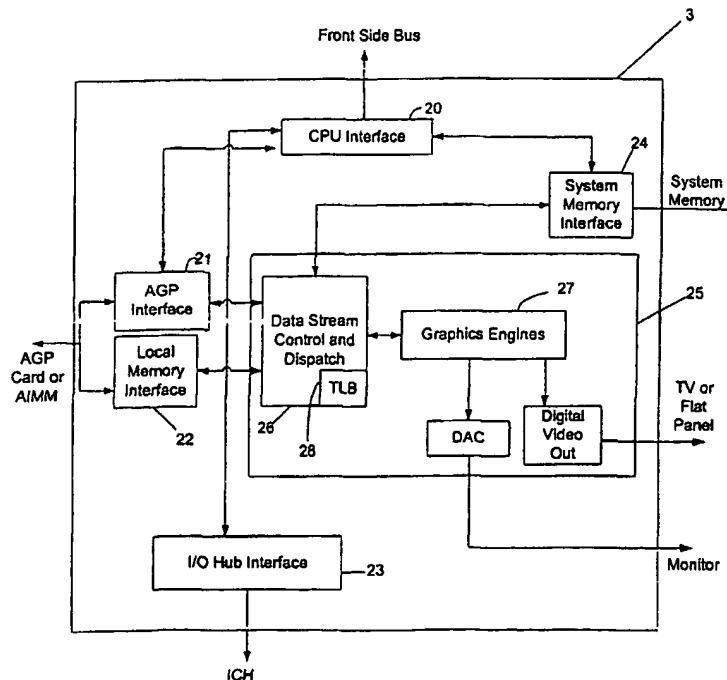 Front Side Bus
3
20
CPU Interface
24
System
Memory
Interface
System
Memory
21
AGP
Interface
27
25
Data Stream
Control and
Dispatch
Graphics Engines
AGP
Card or
AIMM
Local
Memory
Interface
TLB
22
26
28
DAC
Digital
Video
Out
TV or
Flat
Panel
I/O Hub Interface
23
Monitor
ICH